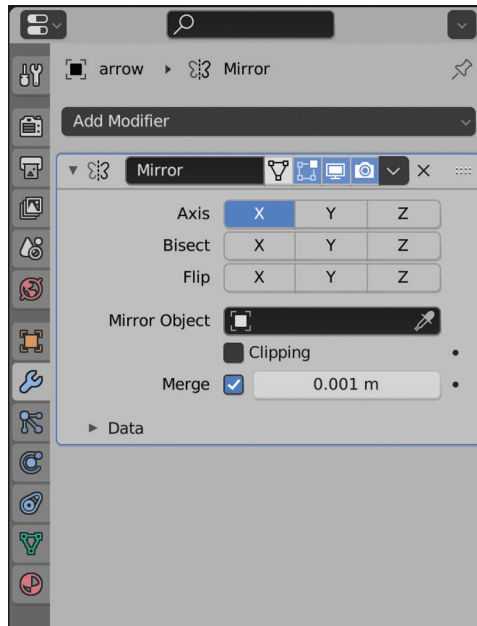 arrow Mirror
Add Modifier
Mirror
Axis X Y Z
Bisect X Y Z
Flip X Y Z
Mirror Object
Clipping
Merge 0.001 m
Data